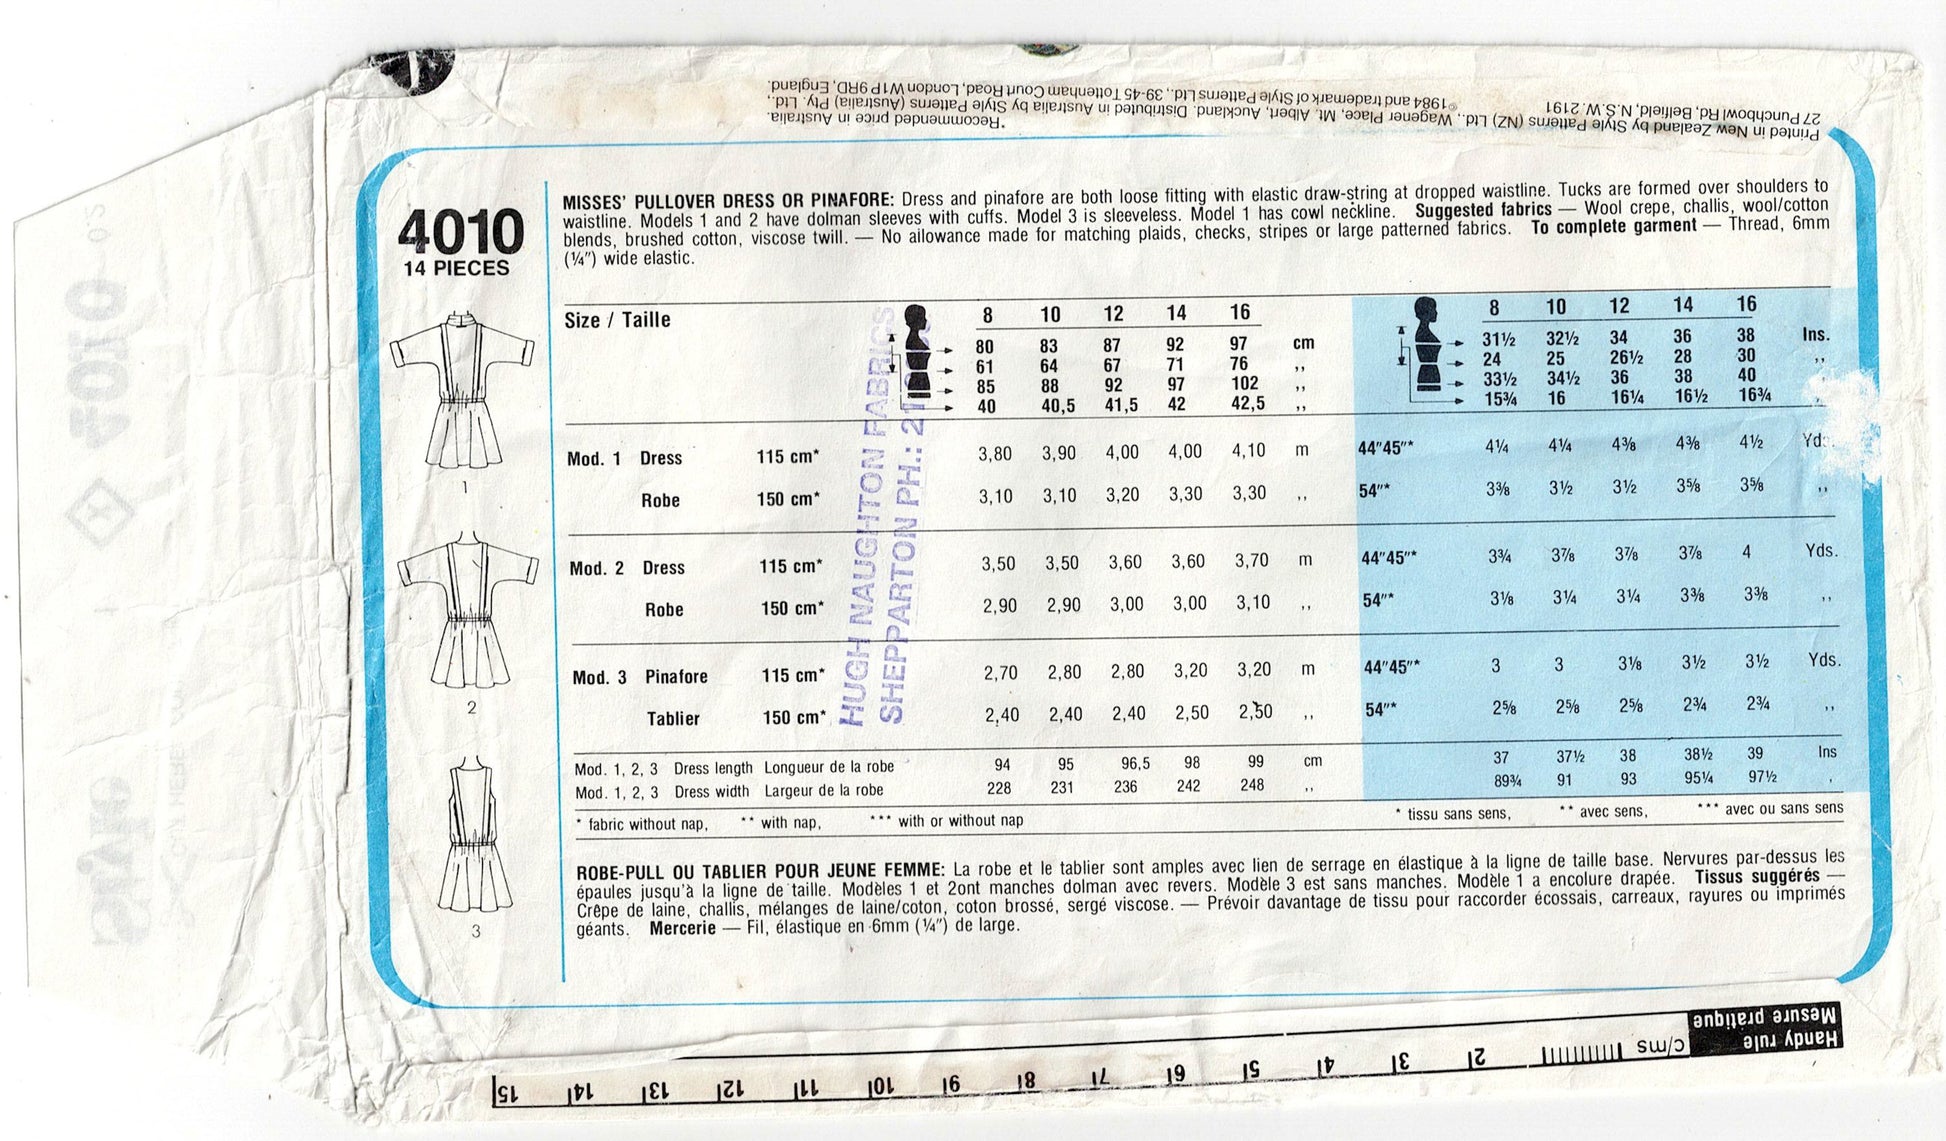 Printed in New Zealand by Style Patterns (NZ) Ltd., Wagener Place, Mt. Albert, Auckland. Distributed in Australia by Style Patterns (Australia) Pty. Ltd.,
27 Punchbowl Rd, Belfield, N.S.W. 2191
*Recommended price in Australia.
©1984 and trademark of Style Patterns Ltd., 39-45 Tottenham Court Road, London W1P 9RD, England.
4010
14 PIECES
1
2
3
MISSES' PULLOVER DRESS OR PINAFORE: Dress and pinafore are both loose fitting with elastic draw-string at dropped waistline. Tucks are formed over shoulders to
waistline. Models 1 and 2 have dolman sleeves with cuffs. Model 3 is sleeveless. Model 1 has cowl neckline. Suggested fabrics — Wool crepe, challis, wool/cotton
blends, brushed cotton, viscose twill. — No allowance made for matching plaids, checks, stripes or large patterned fabrics. To complete garment — Thread, 6mm
(¼") wide elastic.
Size / Taille 8 10 12 14 16 8 10 12 14 16
80 83 87 92 97 cm 31½ 32½ 34 36 38 Ins.
61 64 67 71 76 ,, 24 25 26½ 28 30 ,,
85 88 92 97 102 ,, 33½ 34½ 36 38 40
40 40,5 41,5 42 42,5 ,, 15¾ 16 16¼ 16½ 16¾
Mod. 1 Dress 115 cm* 3,80 3,90 4,00 4,00 4,10 m 44"45"* 4¼ 4¼ 4⅜ 4⅜ 4½ Yds.
Robe 150 cm* 3,10 3,10 3,20 3,30 3,30 ,, 54"* 3⅜ 3½ 3½ 3⅝ 3⅝ ,,
Mod. 2 Dress 115 cm* 3,50 3,50 3,60 3,60 3,70 m 44"45"* 3¾ 3⅞ 3⅞ 3⅞ 4 Yds.
Robe 150 cm* 2,90 2,90 3,00 3,00 3,10 ,, 54"* 3⅛ 3¼ 3¼ 3⅜ 3⅜ ,,
Mod. 3 Pinafore 115 cm* 2,70 2,80 2,80 3,20 3,20 m 44"45"* 3 3 3⅛ 3½ 3½ Yds.
Tablier 150 cm* 2,40 2,40 2,40 2,50 2,50 ,, 54"* 2⅝ 2⅝ 2⅝ 2¾ 2¾ ,,
Mod. 1, 2, 3 Dress length Longueur de la robe 94 95 96,5 98 99 cm 37 37½ 38 38½ 39 Ins
Mod. 1, 2, 3 Dress width Largeur de la robe 228 231 236 242 248 ,, 89¾ 91 93 95¼ 97½ ,
* fabric without nap, ** with nap, *** with or without nap * tissu sans sens, ** avec sens, *** avec ou sans sens
HUGH NAUGHTON FABRICS
SHEPPARTON PH.: 21
ROBE-PULL OU TABLIER POUR JEUNE FEMME: La robe et le tablier sont amples avec lien de serrage en élastique à la ligne de taille base. Nervures par-dessus les
épaules jusqu'à la ligne de taille. Modèles 1 et 2ont manches dolman avec revers. Modèle 3 est sans manches. Modèle 1 a encolure drapée. Tissus suggérés —
Crêpe de laine, challis, mélanges de laine/coton, coton brossé, sergé viscose. — Prévoir davantage de tissu pour raccorder écossais, carreaux, rayures ou imprimés
géants. Mercerie — Fil, élastique en 6mm (¼") de large.
Handy rule
Mesure pratique
c/ms 2 3 4 5 6 7 8 9 10 11 12 13 14 15
4010
style